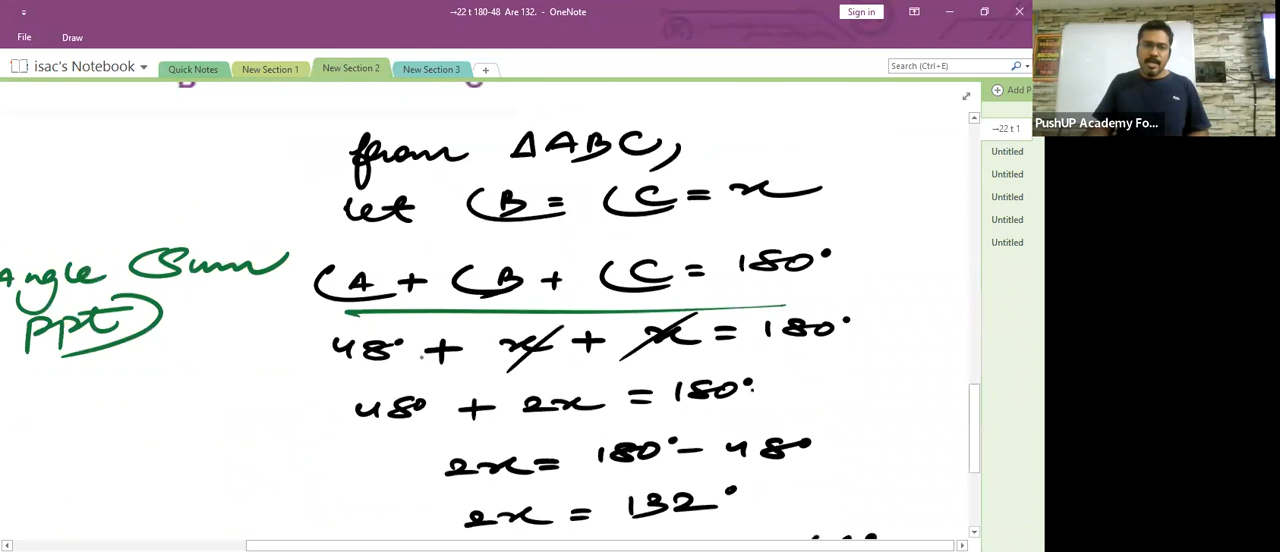 →22 t 180-48 Are 132. - OneNote
Sign in
File
Draw
isac's Notebook
Quick Notes
New Section 1
New Section 2
New Section 3
+
Search (Ctrl+E)
Add P
→22 t 1
Untitled
Untitled
Untitled
Untitled
Untitled
PushUP Academy Fo...
B C
from ΔABC,
let ∠B = ∠C = x
Angle Sum
ppt
∠A + ∠B + ∠C = 180°
48° + x + x = 180°
48° + 2x = 180°
2x = 180° - 48°
2x = 132°